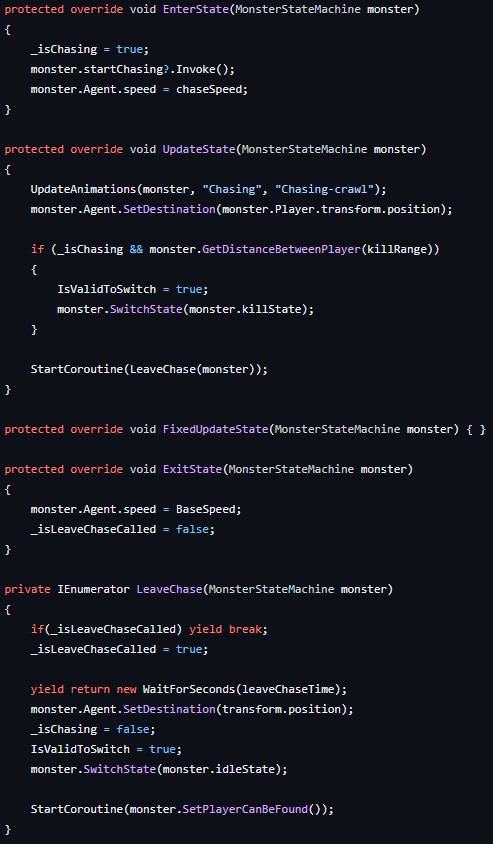 protected override void EnterState(MonsterStateMachine monster)
{
    _isChasing = true;
    monster.startChasing?.Invoke();
    monster.Agent.speed = chaseSpeed;
}

protected override void UpdateState(MonsterStateMachine monster)
{
    UpdateAnimations(monster, "Chasing", "Chasing-crawl");
    monster.Agent.SetDestination(monster.Player.transform.position);

    if (_isChasing && monster.GetDistanceBetweenPlayer(killRange))
    {
        IsValidToSwitch = true;
        monster.SwitchState(monster.killState);
    }

    StartCoroutine(LeaveChase(monster));
}

protected override void FixedUpdateState(MonsterStateMachine monster) { }

protected override void ExitState(MonsterStateMachine monster)
{
    monster.Agent.speed = BaseSpeed;
    _isLeaveChaseCalled = false;
}

private IEnumerator LeaveChase(MonsterStateMachine monster)
{
    if(_isLeaveChaseCalled) yield break;
    _isLeaveChaseCalled = true;

    yield return new WaitForSeconds(leaveChaseTime);
    monster.Agent.SetDestination(transform.position);
    _isChasing = false;
    IsValidToSwitch = true;
    monster.SwitchState(monster.idleState);

    StartCoroutine(monster.SetPlayerCanBeFound());
}